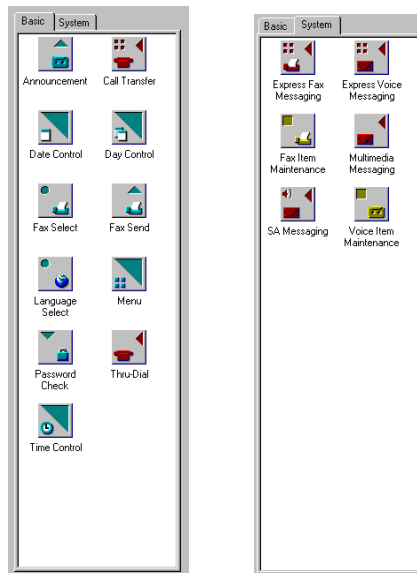 Basic System
Announcement Call Transfer
Date Control Day Control
Fax Select Fax Send
Language
Select
Menu
Password
Check
Thru-Dial
Time Control
Basic System
Express Fax
Messaging
Express Voice
Messaging
Fax Item
Maintenance
Multimedia
Messaging
SA Messaging
Voice Item
Maintenance